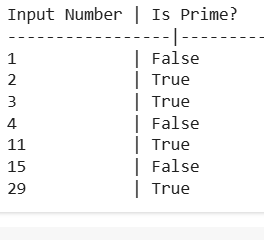 Input Number | Is Prime?
-----------------|---------
1            | False
2            | True
3            | True
4            | False
11           | True
15           | False
29           | True